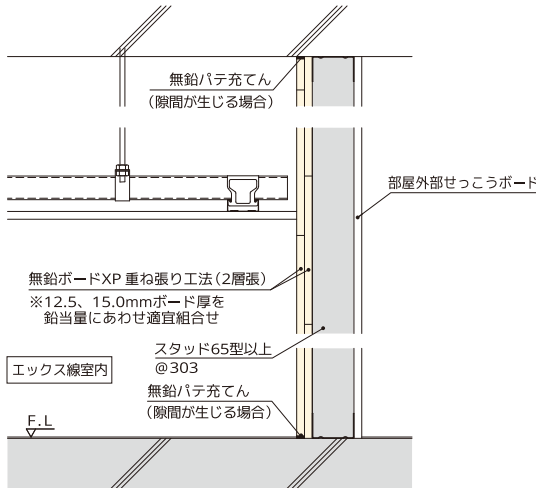 無鉛パテ充てん
(隙間が生じる場合)
部屋外部せっこうボード
無鉛ボードXP 重ね張り工法(2層張)
※12.5、15.0mmボード厚を
鉛当量にあわせ適宜組合せ
スタッド65型以上
@303
エックス線室内
無鉛パテ充てん
(隙間が生じる場合)
F.L